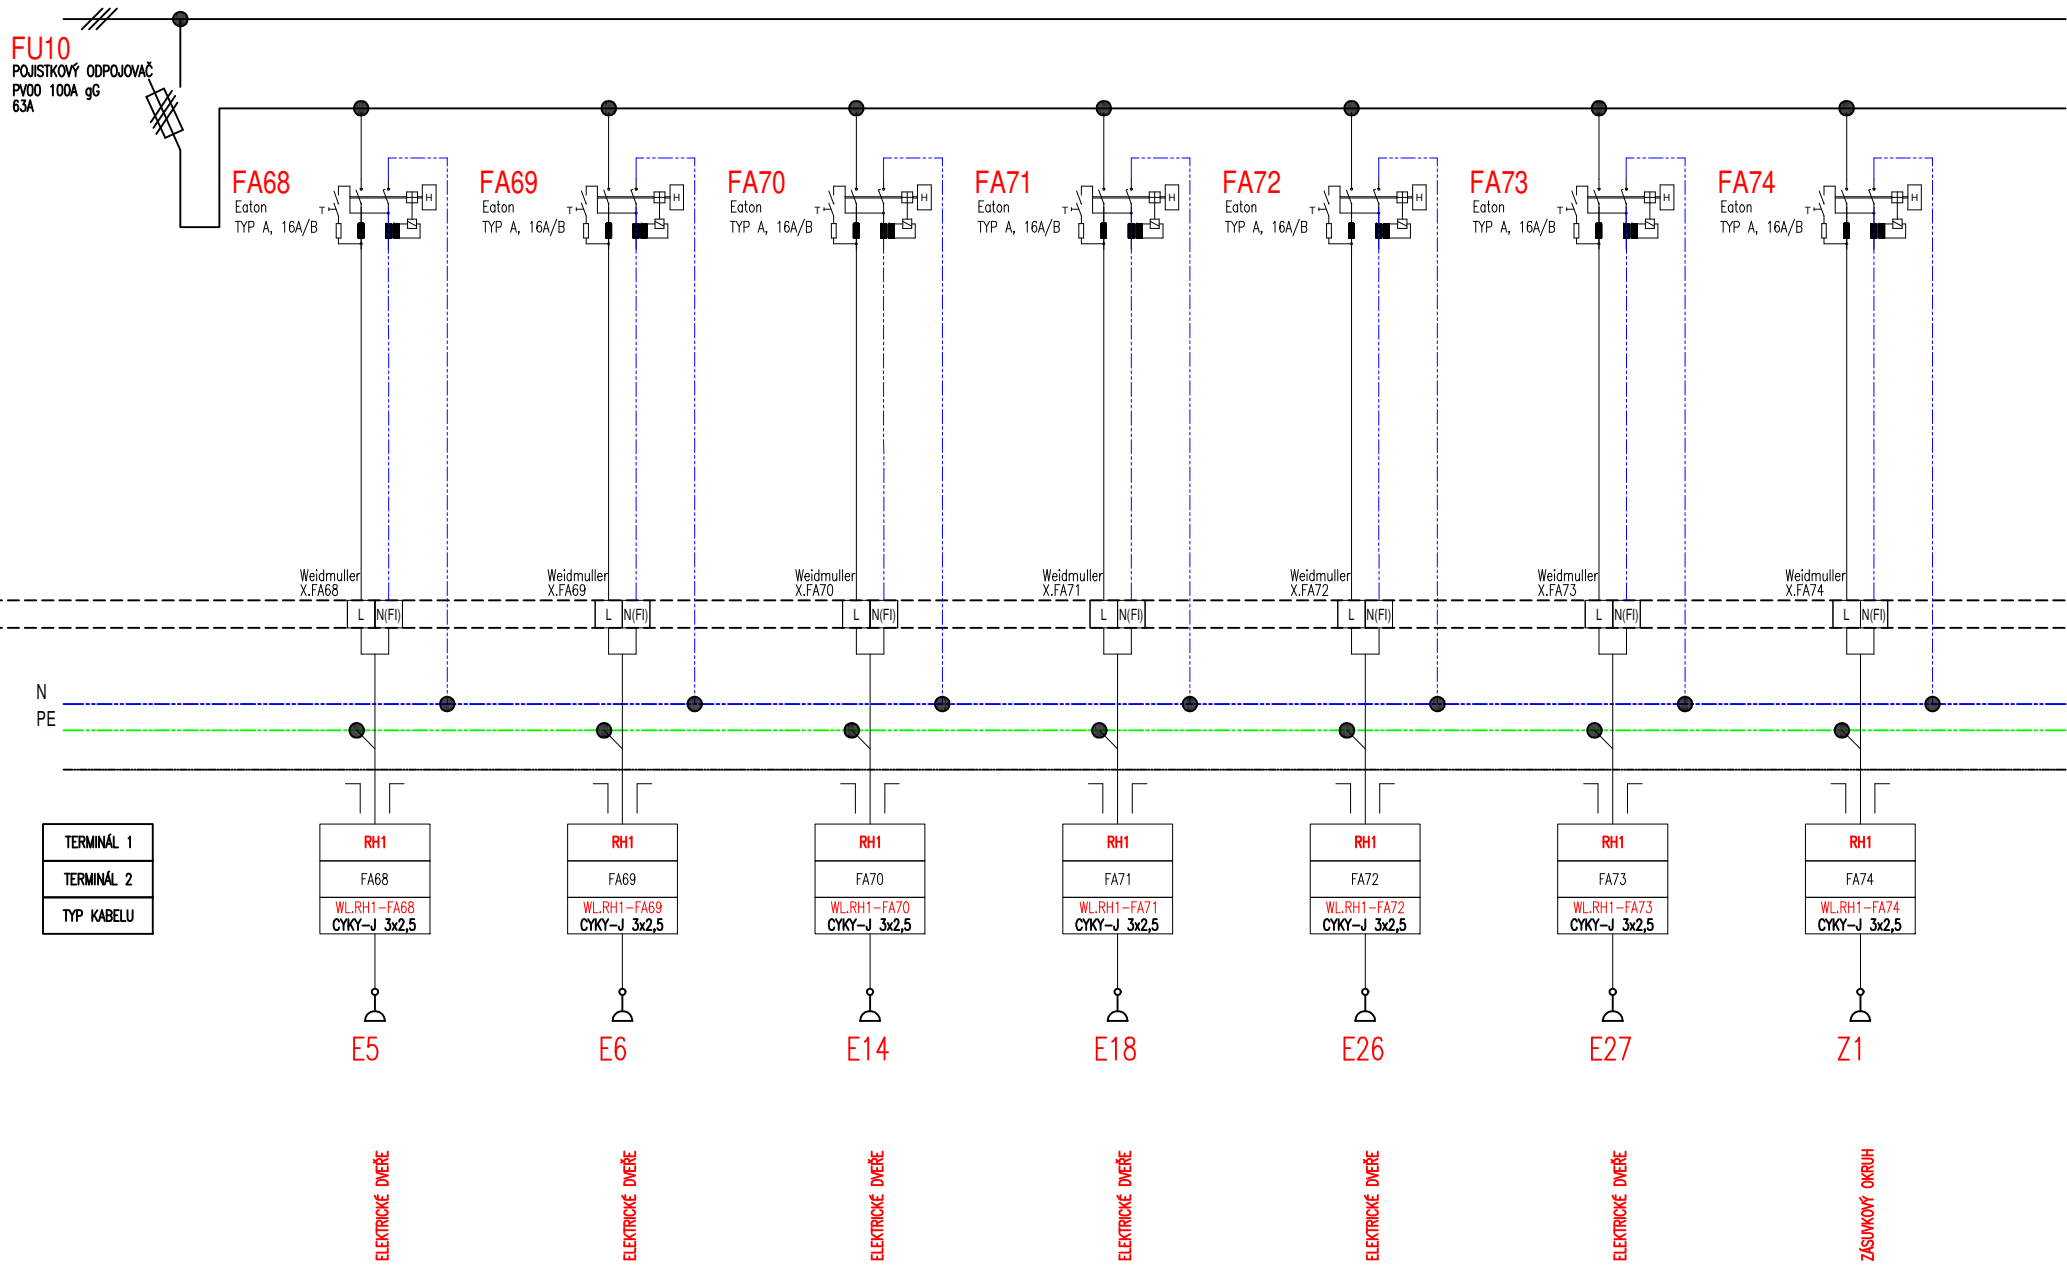 FU10
POJISTKOVÝ ODPOJOVAČ
PV00 100A gG
63A
FA68
Eaton
TYP A, 16A/B
T
H
FA69
Eaton
TYP A, 16A/B
T
H
FA70
Eaton
TYP A, 16A/B
T
H
FA71
Eaton
TYP A, 16A/B
T
H
FA72
Eaton
TYP A, 16A/B
T
H
FA73
Eaton
TYP A, 16A/B
T
H
FA74
Eaton
TYP A, 16A/B
T
H
Weidmuller
X.FA68
L N(FI)
Weidmuller
X.FA69
L N(FI)
Weidmuller
X.FA70
L N(FI)
Weidmuller
X.FA71
L N(FI)
Weidmuller
X.FA72
L N(FI)
Weidmuller
X.FA73
L N(FI)
Weidmuller
X.FA74
L N(FI)
N
PE
TERMINÁL 1
TERMINÁL 2
TYP KABELU
RH1
FA68
WL.RH1-FA68
CYKY-J 3x2,5
RH1
FA69
WL.RH1-FA69
CYKY-J 3x2,5
RH1
FA70
WL.RH1-FA70
CYKY-J 3x2,5
RH1
FA71
WL.RH1-FA71
CYKY-J 3x2,5
RH1
FA72
WL.RH1-FA72
CYKY-J 3x2,5
RH1
FA73
WL.RH1-FA73
CYKY-J 3x2,5
RH1
FA74
WL.RH1-FA74
CYKY-J 3x2,5
E5
E6
E14
E18
E26
E27
Z1
ELEKTRICKÉ DVEŘE
ELEKTRICKÉ DVEŘE
ELEKTRICKÉ DVEŘE
ELEKTRICKÉ DVEŘE
ELEKTRICKÉ DVEŘE
ELEKTRICKÉ DVEŘE
ZÁSUVKOVÝ OKRUH